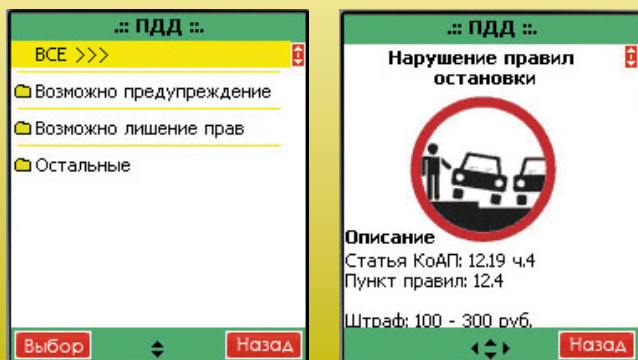 .:: ПДД ::.
ВСЕ >>>
Возможно предупреждение
Возможно лишение прав
Остальные
Выбор
Назад
.:: ПДД ::.
Нарушение правил
остановки
Описание
Статья КоАП: 12.19 ч.4
Пункт правил: 12.4
Штраф: 100 - 300 руб.
Назад